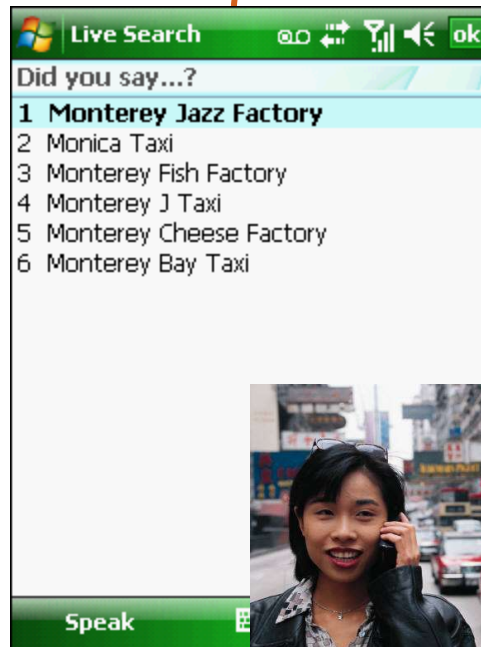 Live Search
ok
Did you say...?
1 Monterey Jazz Factory
2 Monica Taxi
3 Monterey Fish Factory
4 Monterey J Taxi
5 Monterey Cheese Factory
6 Monterey Bay Taxi
Speak